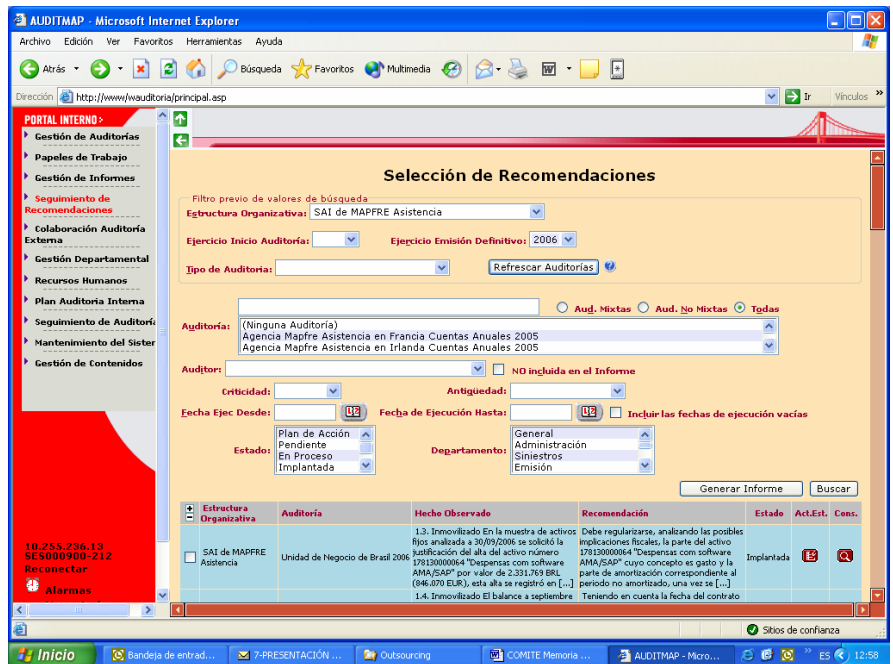 AUDITMAP - Microsoft Internet Explorer
Archivo Edición Ver Favoritos Herramientas Ayuda
Atrás Búsqueda Favoritos Multimedia
Dirección http://www/wauditoria/principal.asp Ir Vínculos »
PORTAL INTERNO>
Gestión de Auditorías
Papeles de Trabajo
Gestión de Informes
Seguimiento de
Recomendaciones
Colaboración Auditoría
Externa
Gestión Departamental
Recursos Humanos
Plan Auditoria Interna
Seguimiento de Auditoría
Mantenimiento del Sister
Gestión de Contenidos
10.255.236.13
SES000900-212
Reconectar
Alarmas
Selección de Recomendaciones
Filtro previo de valores de búsqueda
Estructura Organizativa: SAI de MAPFRE Asistencia
Ejercicio Inicio Auditoría: Ejercicio Emisión Definitivo: 2006
Tipo de Auditoria: Refrescar Auditorías
Aud. Mixtas Aud. No Mixtas Todas
Auditoría: (Ninguna Auditoría)
Agencia Mapfre Asistencia en Francia Cuentas Anuales 2005
Agencia Mapfre Asistencia en Irlanda Cuentas Anuales 2005
Auditor: NO incluida en el Informe
Criticidad: Antigüedad:
Fecha Ejec Desde: 12 Fecha de Ejecución Hasta: 12 Incluir las fechas de ejecución vacías
Estado: Plan de Acción
Pendiente
En Proceso
Implantada
Departamento: General
Administración
Siniestros
Emisión
Generar Informe Buscar
Estructura Organizativa Auditoría Hecho Observado Recomendación Estado Act.Est. Cons.
SAI de MAPFRE
Asistencia
Unidad de Negocio de Brasil 2006
1.3. Inmovilizado En la muestra de activos
fijos analizada a 30/09/2006 se solicitó la
justificación del alta del activo número
178130000064 "Despensas com software
AMA/SAP" por valor de 2.331.769 BRL
(846.070 EUR), esta alta se registró en [...]
Debe regularizarse, analizando las posibles
implicaciones fiscales, la parte del activo
178130000064 "Despensas com software
AMA/SAP" cuyo concepto es gasto y la
parte de amortización correspondiente al
periodo no amortizado, una vez se [...]
Implantada
1.4. Inmovilizado El balance a septiembre
Teniendo en cuenta la fecha del contrato
Sitios de confianza
Inicio Bandeja de entrad... 7-PRESENTACIÓN ... Outsourcing COMITE Memoria ... AUDITMAP - Micro... » ES 12:58